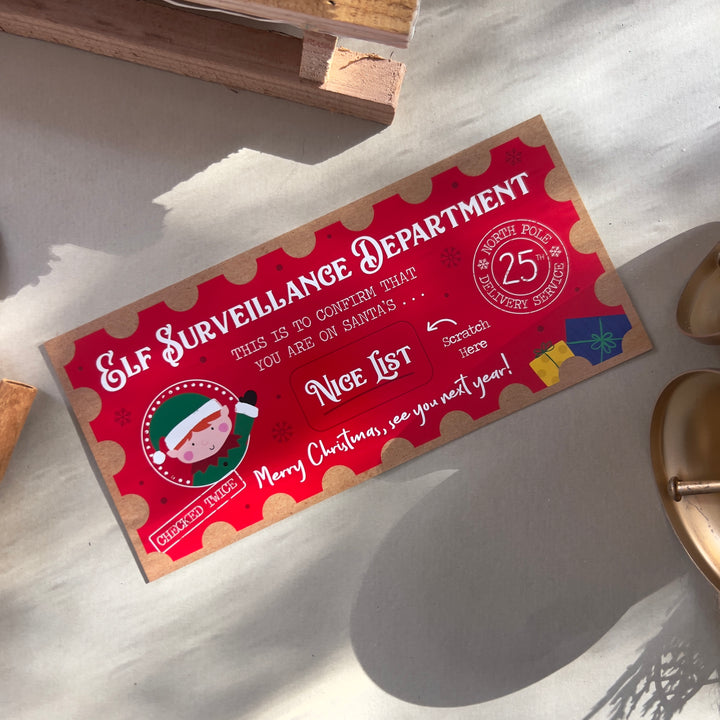 Elf Surveillance Department
THIS IS TO CONFIRM THAT
YOU ARE ON SANTA'S ...
Nice List
Scratch
Here
NORTH POLE
25TH
DELIVERY SERVICE
CHECKED TWICE
Merry Christmas, see you next year!